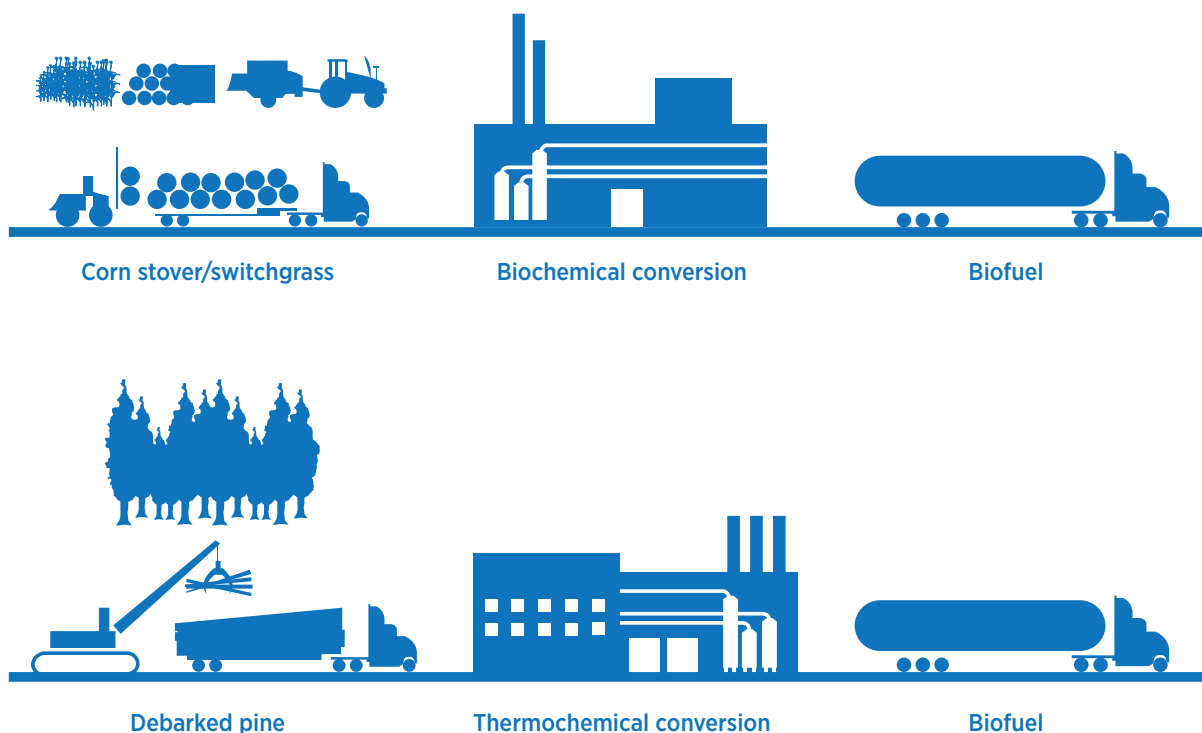 Corn stover/switchgrass
Biochemical conversion
Biofuel
Debarked pine
Thermochemical conversion
Biofuel